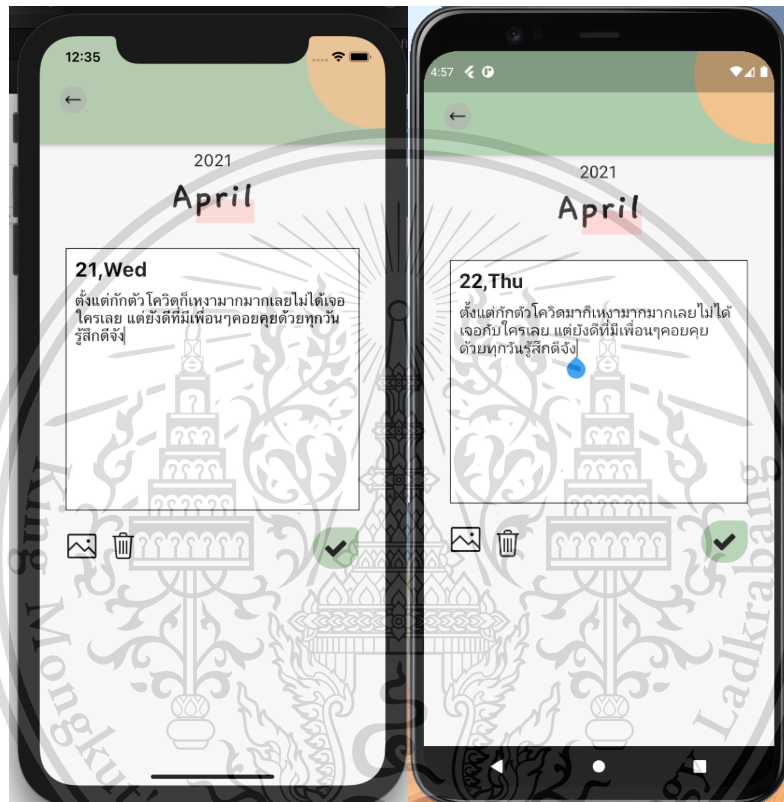 12:35
2021
April
21,Wed
ตั้งแต่กักตัวโควิดก็เหงามากมากเลยไม่ได้เจอ
ใครเลย แต่ยังดีที่มีเพื่อนๆคอยคุยด้วยทุกวัน
รู้สึกดีจัง
4:57
2021
April
22,Thu
ตั้งแต่กักตัวโควิดมาก็เหงามากมากเลยไม่ได้
เจอกับใครเลย แต่ยังดีที่มีเพื่อนๆคอยคุย
ด้วยทุกวันรู้สึกดีจัง
King Mongkut's
gy Ladkrabang